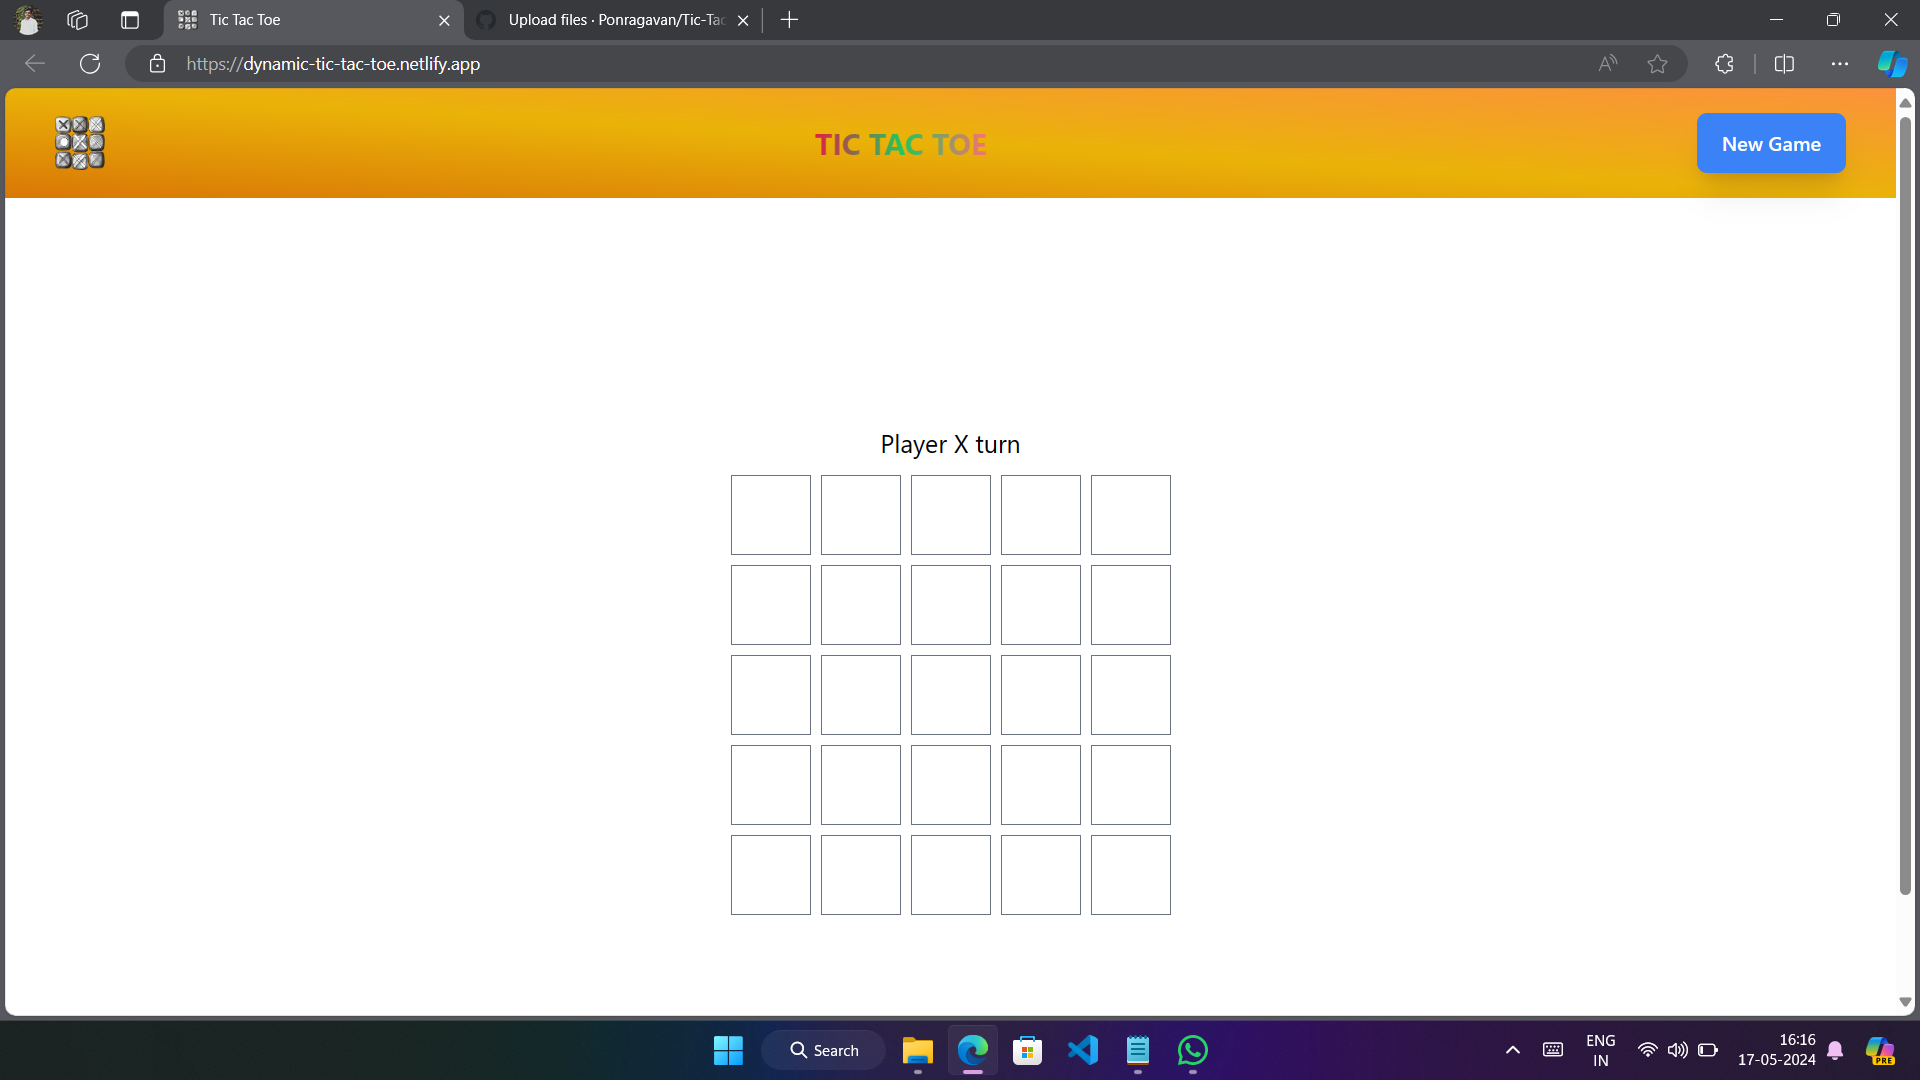 Tic Tac Toe
Upload files · Ponragavan/Tic-Tac
https://dynamic-tic-tac-toe.netlify.app
TIC TAC TOE
New Game
Player X turn
Search
ENG
IN
16:16
17-05-2024
PRE